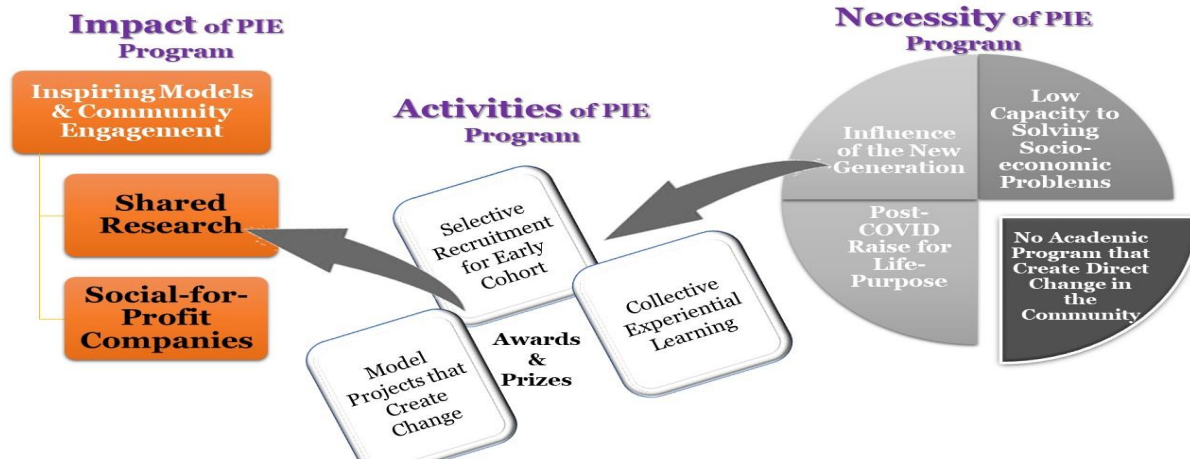 Impact of PIE
Program
Inspiring Models
& Community
Engagement
Shared
Research
Social-for-
Profit
Companies
Activities of PIE
Program
Selective
Recruitment
for Early
Cohort
Collective
Experiential
Learning
Awards
&
Prizes
Model
Projects that
Create
Change
Necessity of PIE
Program
Influence
of the New
Generation
Low
Capacity to
Solving
Socio-
economic
Problems
Post-
COVID
Raise for
Life-
Purpose
No Academic
Program that
Create Direct
Change in
the
Community